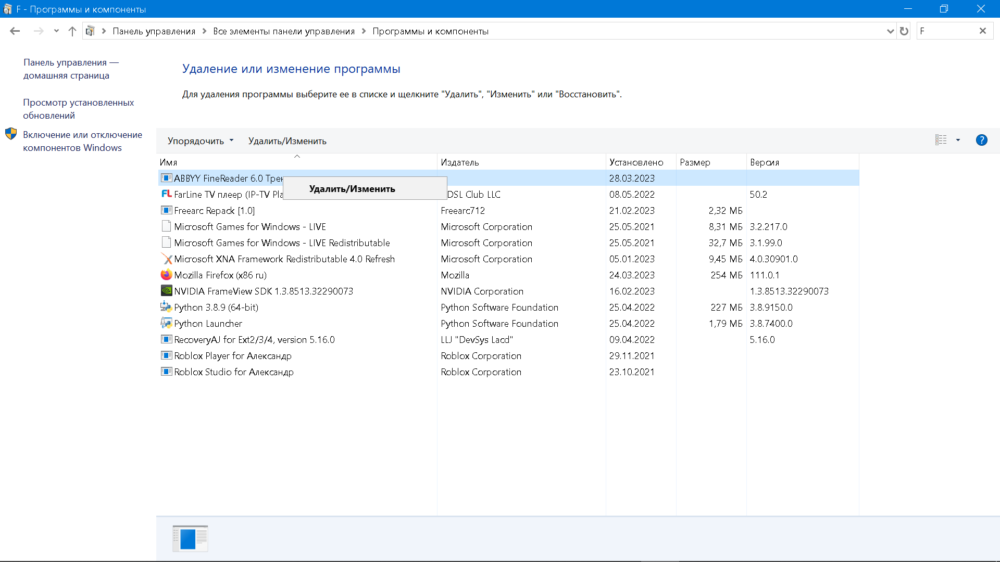 F - Программы и компоненты
Панель управления Все элементы панели управления Программы и компоненты F
Панель управления —
домашняя страница
Просмотр установленных
обновлений
Включение или отключение
компонентов Windows
Удаление или изменение программы
Для удаления программы выберите ее в списке и щелкните "Удалить", "Изменить" или "Восстановить".
Упорядочить Удалить/Изменить ?
Имя Издатель Установлено Размер Версия
ABBYY FineReader 6.0 28.03.2023
Удалить/Изменить
FarLine TV плеер (IP-TV DSL Club LLC 08.05.2022 50.2
Freearc Repack [1.0] Freearc712 21.02.2023 2,32 МБ
Microsoft Games for Windows - LIVE Microsoft Corporation 25.05.2021 8,31 МБ 3.2.217.0
Microsoft Games for Windows - LIVE Redistributable Microsoft Corporation 25.05.2021 32,7 МБ 3.1.99.0
Microsoft XNA Framework Redistributable 4.0 Refresh Microsoft Corporation 05.01.2023 9,45 МБ 4.0.30901.0
Mozilla Firefox (x86 ru) Mozilla 24.03.2023 254 МБ 111.0.1
NVIDIA FrameView SDK 1.3.8513.32290073 NVIDIA Corporation 16.02.2023 1.3.8513.32290073
Python 3.8.9 (64-bit) Python Software Foundation 25.04.2022 227 МБ 3.8.9150.0
Python Launcher Python Software Foundation 25.04.2022 1,79 МБ 3.8.7400.0
RecoveryAJ for Ext2/3/4, version 5.16.0 LLJ "DevSys Lacd" 09.04.2022 5.16.0
Roblox Player for Александр Roblox Corporation 29.11.2021
Roblox Studio for Александр Roblox Corporation 23.10.2021